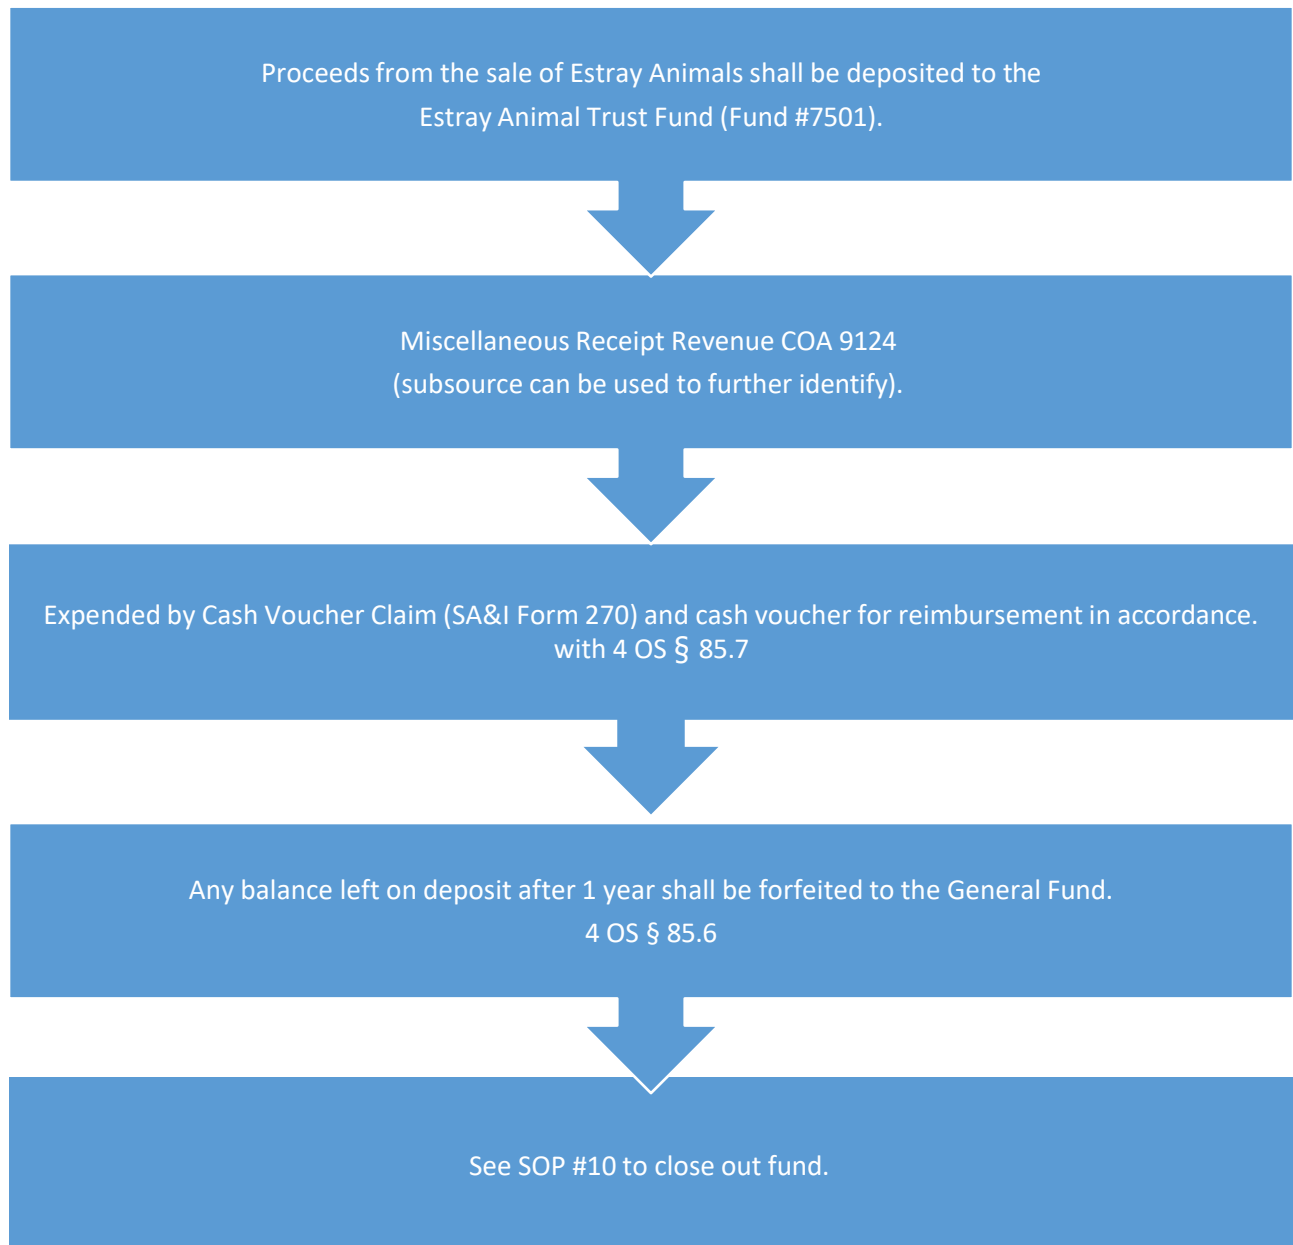 Proceeds from the sale of Estray Animals shall be deposited to the
Estray Animal Trust Fund (Fund #7501).
Miscellaneous Receipt Revenue COA 9124
(subsource can be used to further identify).
Expended by Cash Voucher Claim (SA&I Form 270) and cash voucher for reimbursement in accordance.
with 4 OS § 85.7
Any balance left on deposit after 1 year shall be forfeited to the General Fund.
4 OS § 85.6
See SOP #10 to close out fund.